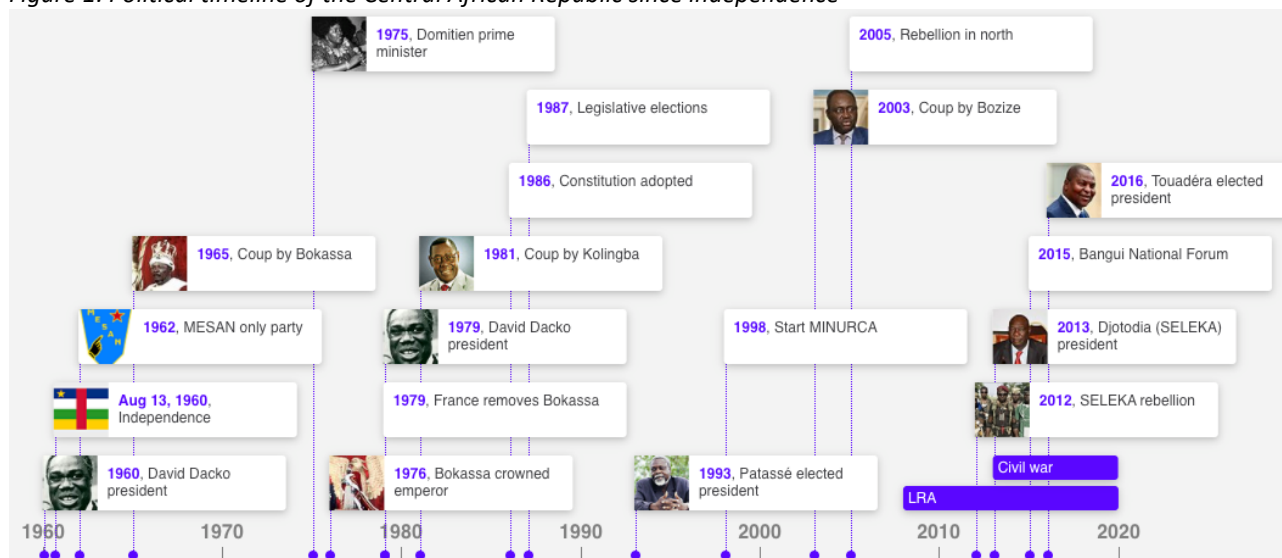 Figure 1: Political timeline of the Central African Republic since independence
1975, Domitien prime
minister
2005, Rebellion in north
1987, Legislative elections
2003, Coup by Bozize
1986, Constitution adopted
2016, Touadéra elected
president
1965, Coup by Bokassa
1981, Coup by Kolingba
2015, Bangui National Forum
MESAN
1962, MESAN only party
1979, David Dacko
president
1998, Start MINURCA
2013, Djotodia (SELEKA)
president
Aug 13, 1960,
Independence
1979, France removes Bokassa
2012, SELEKA rebellion
1960, David Dacko
president
1976, Bokassa crowned
emperor
1993, Patassé elected
president
Civil war
LRA
1960
1970
1980
1990
2000
2010
2020